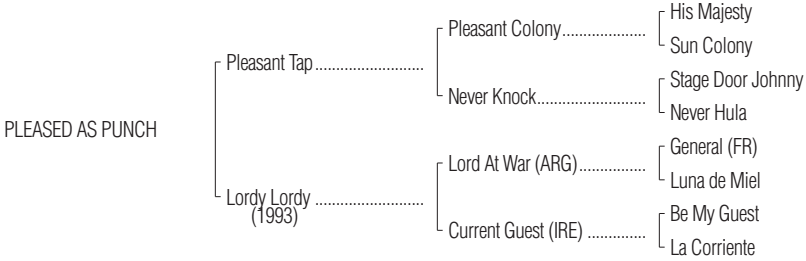 His Majesty
Pleasant Colony....................
Sun Colony
Pleasant Tap..........................
Stage Door Johnny
Never Knock..........................
Never Hula
PLEASED AS PUNCH
General (FR)
Lord At War (ARG)................
Luna de Miel
Lordy Lordy ..........................
(1993)
Be My Guest
Current Guest (IRE) ..............
La Corriente